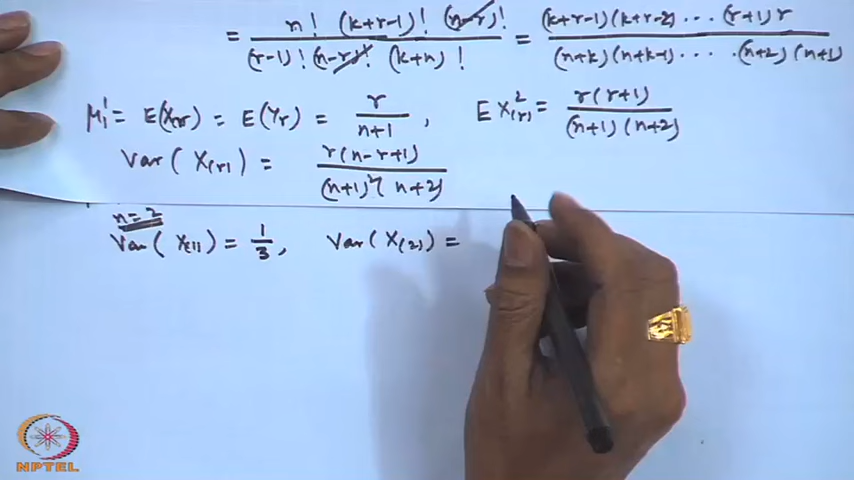 = n! (k+r-1)! (n-r)! / (r-1)! (n-r)! (k+n)! = (k+r-1)(k+r-2) ... (r+1) r / (n+k)(n+k-1) .... (n+2)(n+1)
μ₁' = E(X(r)) = E(Yr) = r / n+1 , E X(r)² = r(r+1) / (n+1)(n+2)
Var( X(r)) = r(n-r+1) / (n+1)²( n+2)
n=2
Var( X(1)) = 1/3 , Var( X(2)) =
NPTEL